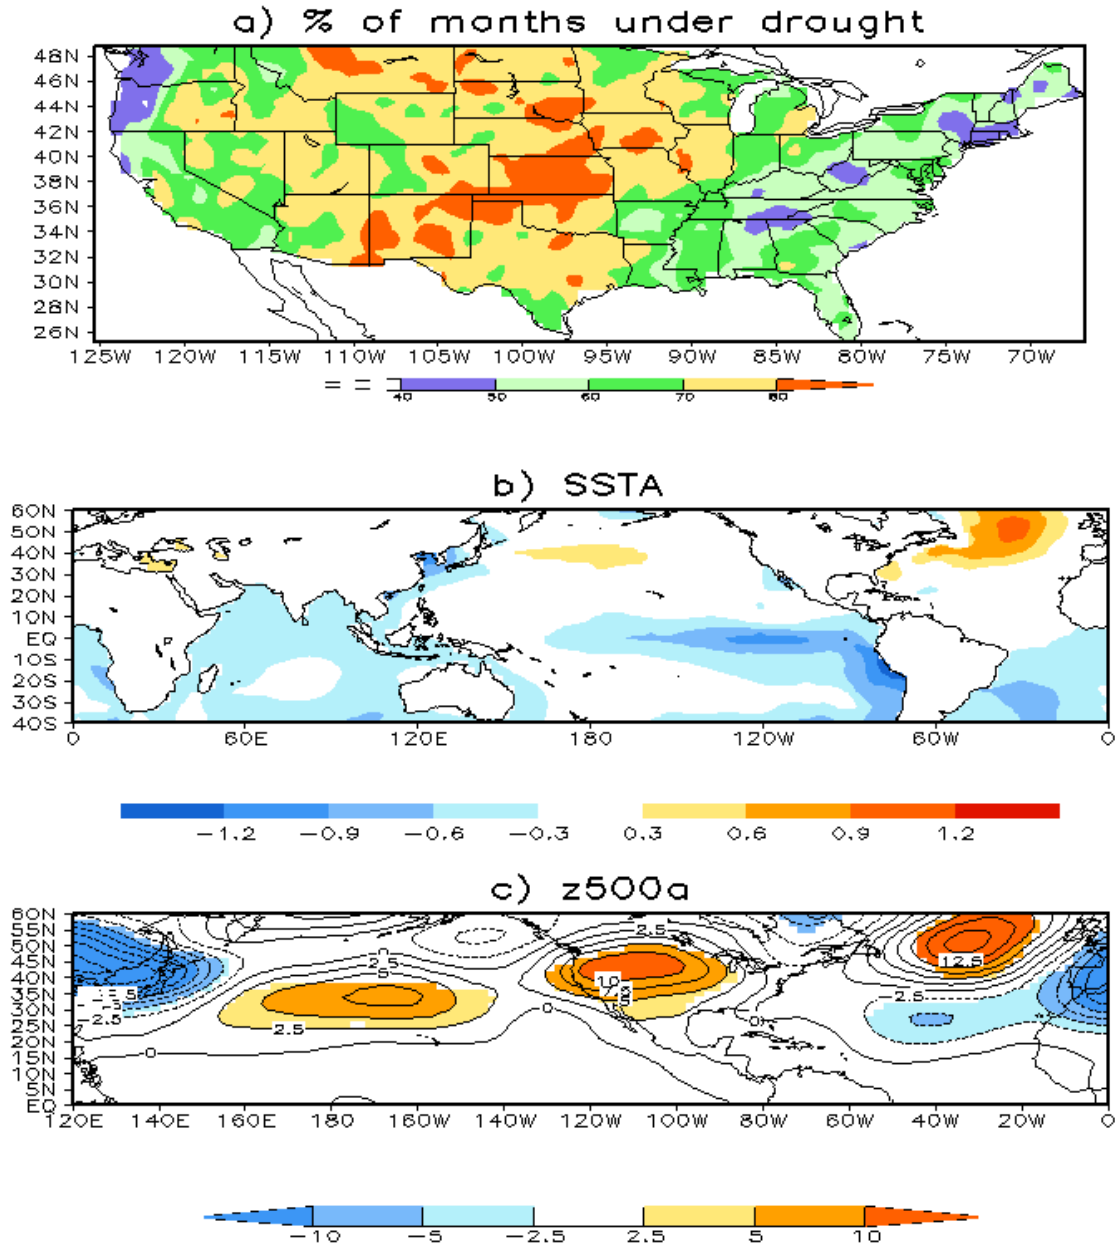 a) % of months under drought
48N
46N
44N
42N
40N
38N
36N
34N
32N
30N
28N
26N
125W 120W 115W 110W 105W 100W 95W 90W 85W 80W 75W 70W
40 50 60 70 80
b) SSTA
60N
50N
40N
30N
20N
10N
EQ
10S
20S
30S
40S
0 60E 120E 180 120W 60W 0
-1.2 -0.9 -0.6 -0.3 0.3 0.6 0.9 1.2
c) z500a
60N
55N
50N
45N
40N
35N
30N
25N
20N
15N
10N
5N
EQ
2.5
2.5
5
10
7.5
12.5
2.5
-2.5
2.5
0
0
0
120E 140E 160E 180 160W 140W 120W 100W 80W 60W 40W 20W 0
-10 -5 -2.5 2.5 5 10